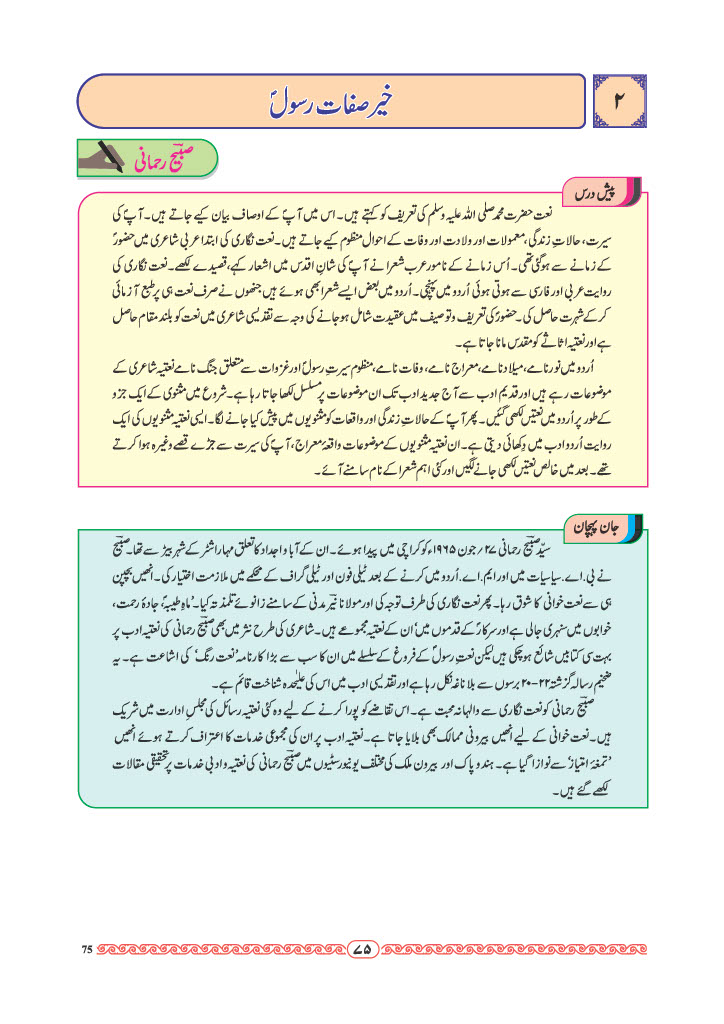 ۲
خیر صفات رسولؐ
صبیحؔ رحمانی
پیش درس
نعت حضرت محمد صلی اللہ علیہ وسلم کی تعریف کو کہتے ہیں۔ اس میں آپؐ کے اوصاف بیان کیے جاتے ہیں۔ آپؐ کی
سیرت، حالاتِ زندگی، معمولات اور ولادت اور وفات کے احوال منظوم کیے جاتے ہیں۔ نعت نگاری کی ابتدا عربی شاعری میں حضورؐ
کے زمانے سے ہوگئی تھی۔ اُس زمانے کے نامور عرب شعرا نے آپؐ کی شانِ اقدس میں اشعار کہے، قصیدے لکھے۔ نعت نگاری کی
روایت عربی اور فارسی سے ہوتی ہوئی اُردو میں پہنچی۔ اُردو میں بعض ایسے شعرا بھی ہوئے ہیں جنھوں نے صرف نعت ہی پر طبع آزمائی
کر کے شہرت حاصل کی۔ حضورؐ کی تعریف و توصیف میں عقیدت شامل ہوجانے کی وجہ سے تقدیسی شاعری میں نعت کو بلند مقام حاصل
ہے اور نعتیہ اثاثے کو مقدس مانا جاتا ہے۔
اُردو میں نور نامے، میلاد نامے، معراج نامے، وفات نامے، منظوم سیرتِ رسولؐ اور غزوات سے متعلق جنگ نامے نعتیہ شاعری کے
موضوعات رہے ہیں اور قدیم ادب سے آج جدید ادب تک ان موضوعات پر مسلسل لکھا جاتا رہا ہے۔ شروع میں مثنوی کے ایک جزو
کے طور پر اُردو میں نعتیں لکھی گئیں۔ پھر آپؐ کے حالاتِ زندگی اور واقعات کو مثنویوں میں پیش کیا جانے لگا۔ ایسی نعتیہ مثنویوں کی ایک
روایت اُردو ادب میں دِکھائی دیتی ہے۔ ان نعتیہ مثنویوں کے موضوعات واقعۂ معراج، آپؐ کی سیرت سے جڑے قصے وغیرہ ہوا کرتے
تھے۔ بعد میں خالص نعتیں لکھی جانے لگیں اور کئی اہم شعرا کے نام سامنے آئے۔
جان پہچان
سیّد صبیحؔ رحمانی ۲۷؍ جون ۱۹۶۵ء کو کراچی میں پیدا ہوئے۔ ان کے آبا و اجداد کا تعلق مہاراشٹر کے شہر بیڑ سے تھا۔ صبیحؔ
نے بی۔اے۔ سیاسیات میں اور ایم۔اے۔ اُردو میں کرنے کے بعد ٹیلی فون اور ٹیلی گراف کے محکمے میں ملازمت اختیار کی۔ انھیں بچپن
ہی سے نعت خوانی کا شوق رہا۔ پھر نعت نگاری کی طرف توجہ کی اور مولانا نیّر مدنی کے سامنے زانوئے تلمذ تہ کیا۔ 'ماہِ طیبہ، جادۂ رحمت،
خوابوں میں سنہری جالی ہے اور سرکارؐ کے قدموں میں' ان کے نعتیہ مجموعے ہیں۔ شاعری کی طرح نثر میں بھی صبیحؔ رحمانی کی نعتیہ ادب پر
بہت سی کتابیں شائع ہوچکی ہیں لیکن نعتِ رسولؐ کے فروغ کے سلسلے میں ان کا سب سے بڑا کارنامہ 'نعت رنگ' کی اشاعت ہے۔ یہ
ضخیم رسالہ گزشتہ ۲۲-۲۰ برسوں سے بلا ناغہ نکل رہا ہے اور تقدیسی ادب میں اس کی علیحدہ شناخت قائم ہے۔
صبیحؔ رحمانی کو نعت نگاری سے والہانہ محبت ہے۔ اس تقاضے کو پورا کرنے کے لیے وہ کئی نعتیہ رسائل کی مجلسِ ادارت میں شریک
ہیں۔ نعت خوانی کے لیے انھیں بیرونی ممالک بھی بلایا جاتا ہے۔ نعتیہ ادب پر ان کی مجموعی خدمات کا اعتراف کرتے ہوئے انھیں
'تمغۂ امتیاز' سے نوازا گیا ہے۔ ہند و پاک اور بیرون ملک کی مختلف یونیورسٹیوں میں صبیحؔ رحمانی کی نعتیہ و ادبی خدمات پر تحقیقی مقالات
لکھے گئے ہیں۔
75 ۷۵